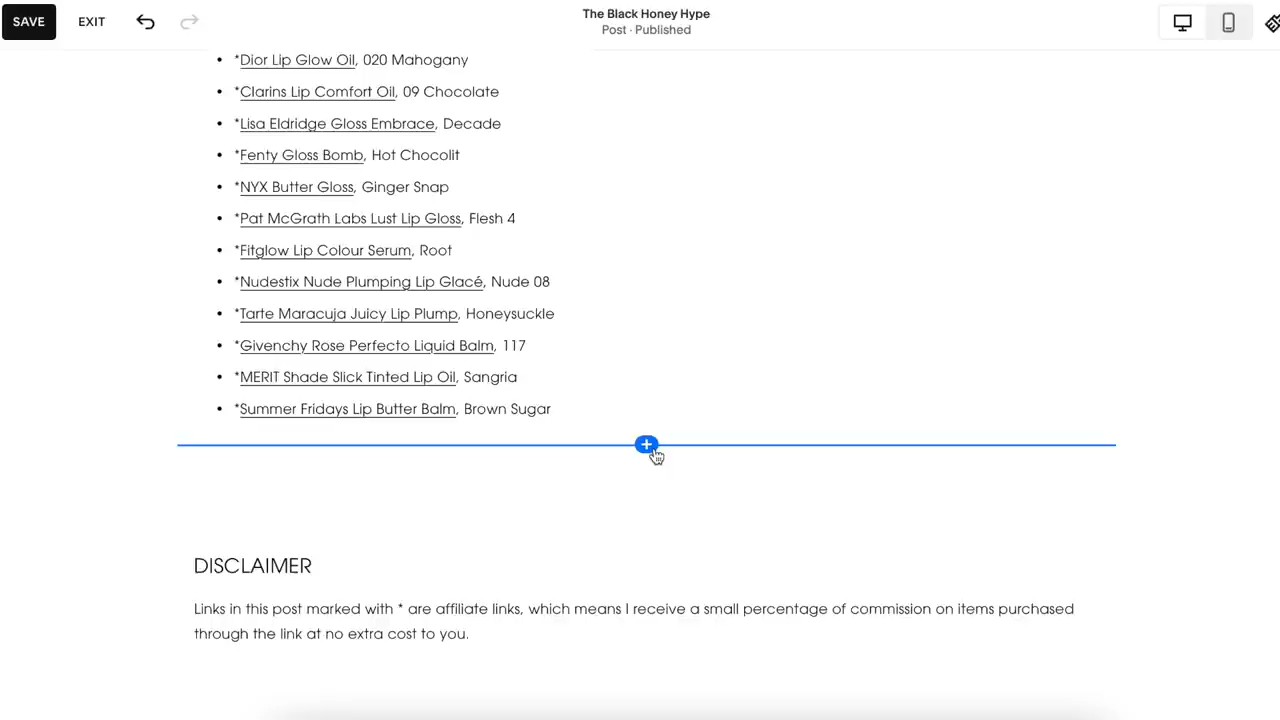 SAVE EXIT
The Black Honey Hype
Post · Published
• *Dior Lip Glow Oil, 020 Mahogany
• *Clarins Lip Comfort Oil, 09 Chocolate
• *Lisa Eldridge Gloss Embrace, Decade
• *Fenty Gloss Bomb, Hot Chocolit
• *NYX Butter Gloss, Ginger Snap
• *Pat McGrath Labs Lust Lip Gloss, Flesh 4
• *Fitglow Lip Colour Serum, Root
• *Nudestix Nude Plumping Lip Glacé, Nude 08
• *Tarte Maracuja Juicy Lip Plump, Honeysuckle
• *Givenchy Rose Perfecto Liquid Balm, 117
• *MERIT Shade Slick Tinted Lip Oil, Sangria
• *Summer Fridays Lip Butter Balm, Brown Sugar
DISCLAIMER
Links in this post marked with * are affiliate links, which means I receive a small percentage of commission on items purchased
through the link at no extra cost to you.